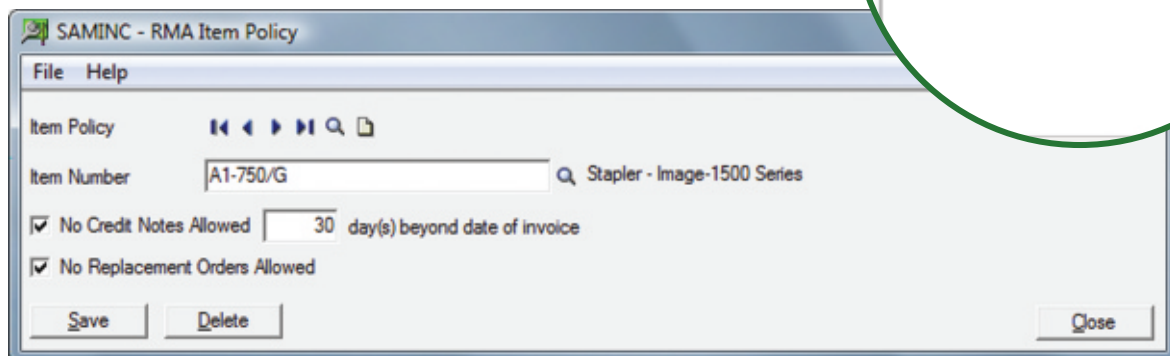 SAMINC - RMA Item Policy
File Help
Item Policy
Item Number A1-750/G Stapler - Image-1500 Series
No Credit Notes Allowed 30 day(s) beyond date of invoice
No Replacement Orders Allowed
Save Delete Close